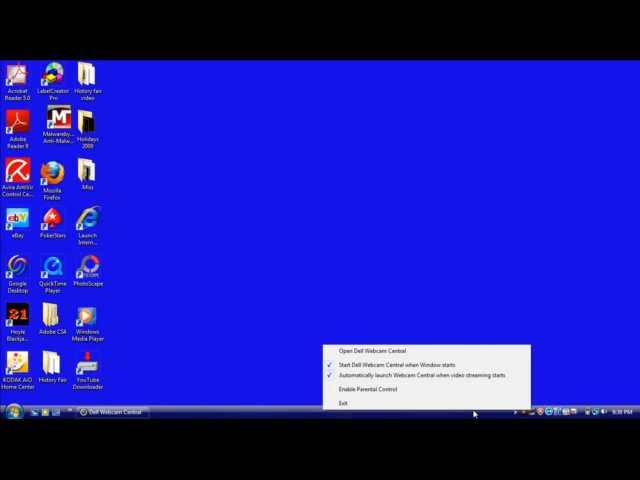 Acrobat
Reader 5.0
LabelCreator
Pro
History fair
video
Adobe
Reader 9
Malwareby...
Anti-Malw...
Holidays
2009
Avira AntiVir
Control Ce...
Mozilla
Firefox
Misc
eBay
PokerStars
Launch
Intern...
Google
Desktop
QuickTime
Player
PhotoScape
21
Hoyle
Blackja...
Adobe CS4
Windows
Media Player
KODAK AiO
Home Center
History Fair
YouTube
Downloader
Open Dell Webcam Central
Start Dell Webcam Central when Window starts
Automatically launch Webcam Central when video streaming starts
Enable Parental Control
Exit
Dell Webcam Central
9:30 PM